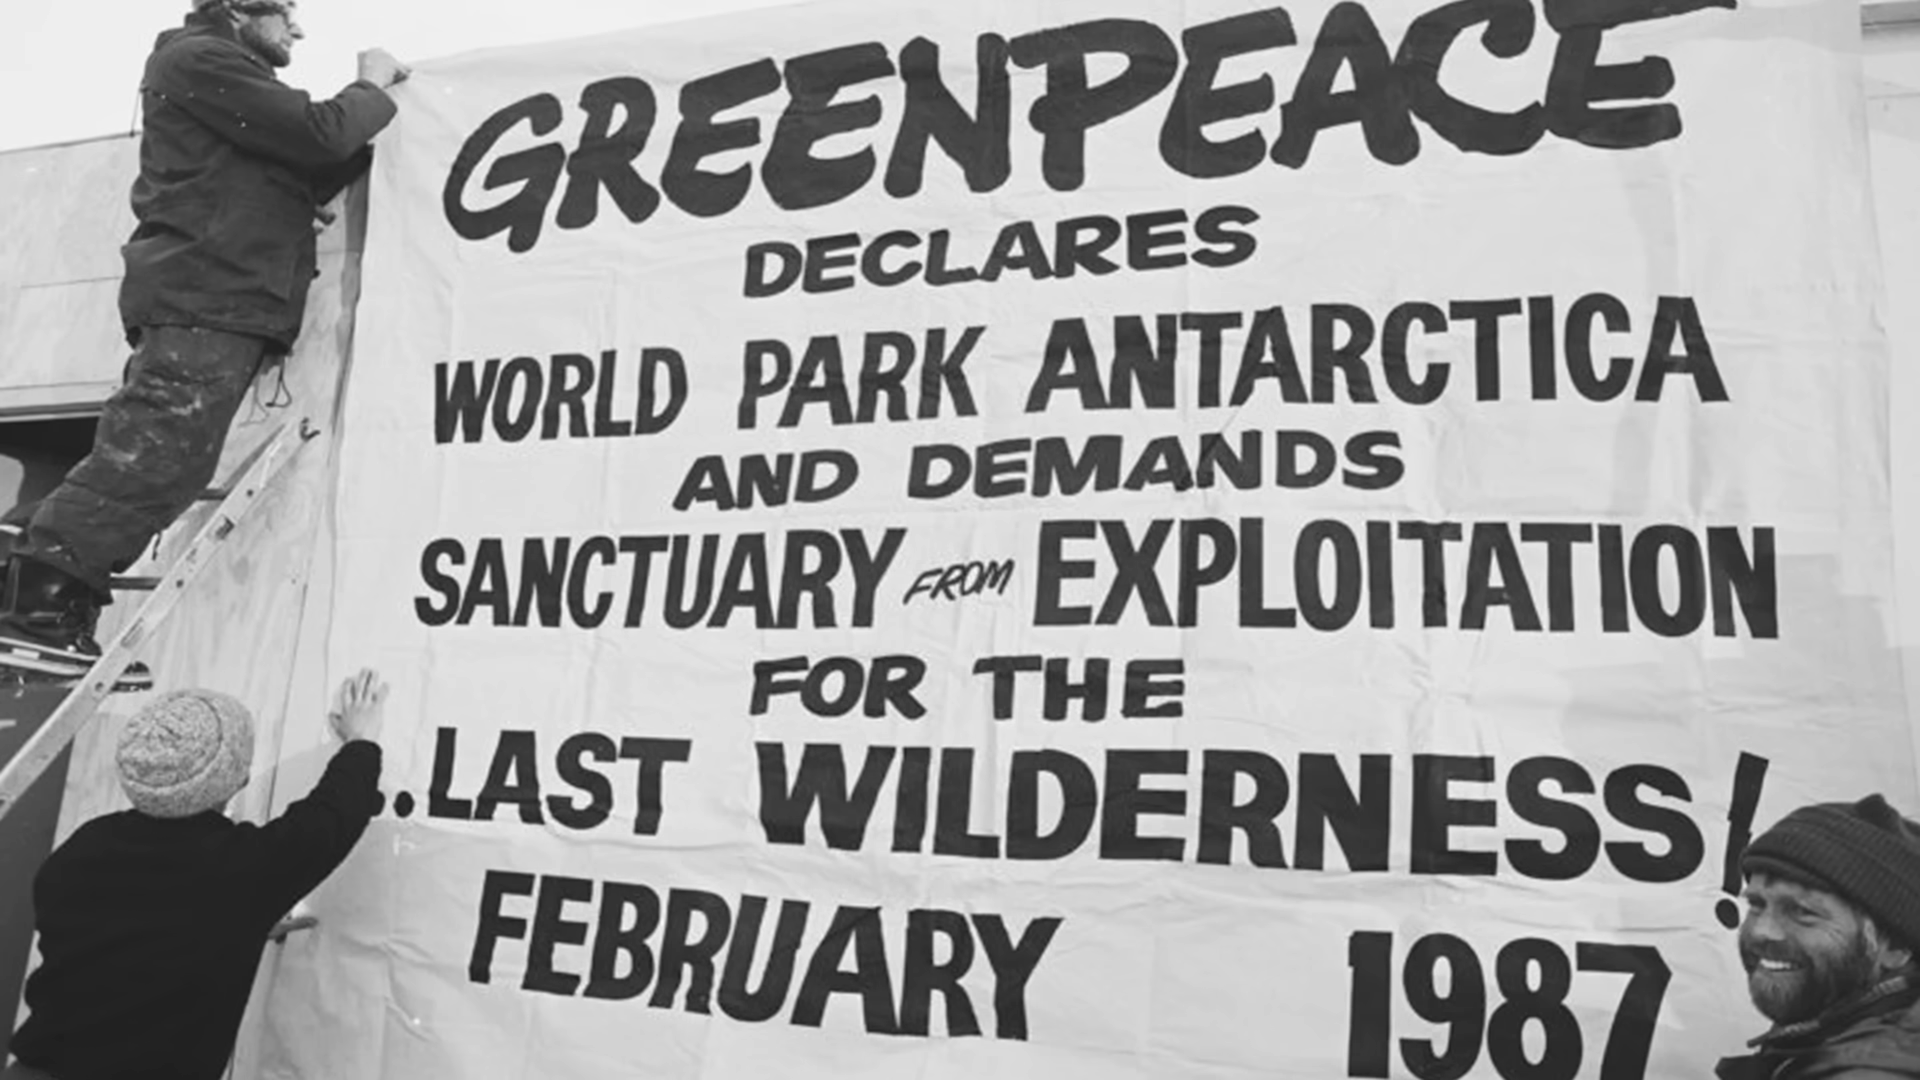 GREENPEACE
DECLARES
WORLD PARK ANTARCTICA
AND DEMANDS
SANCTUARY FROM EXPLOITATION
FOR THE
..LAST WILDERNESS!
FEBRUARY 1987